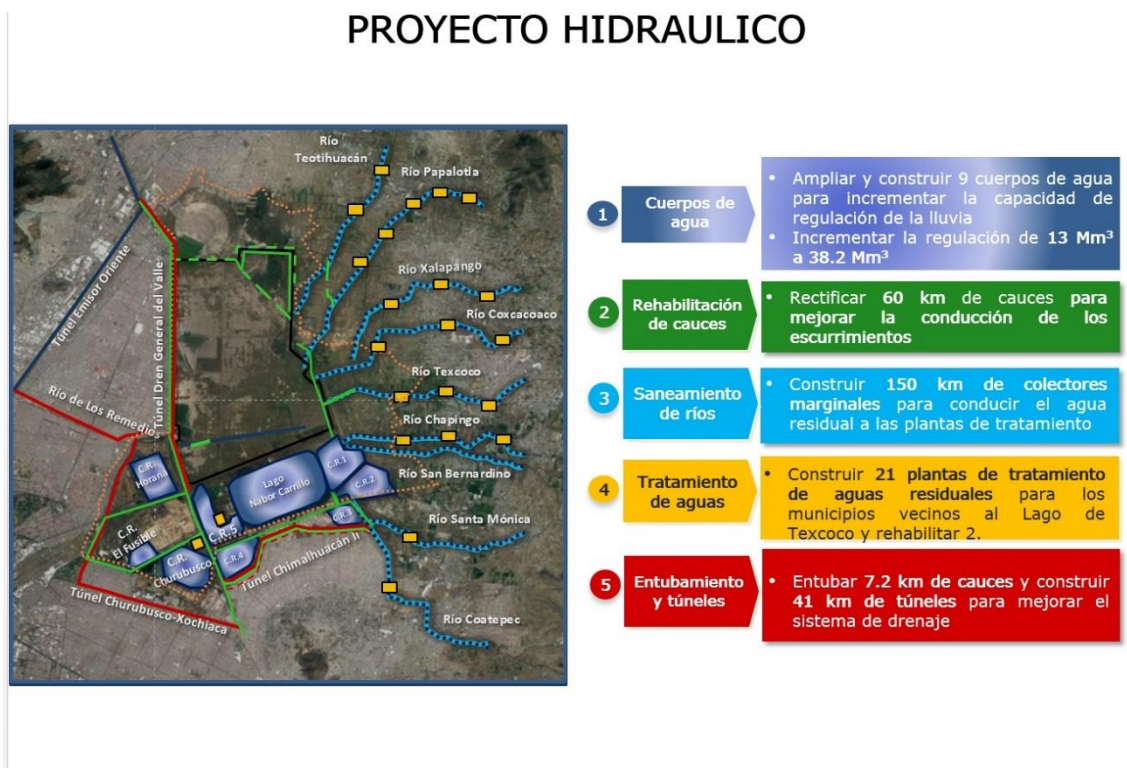 PROYECTO HIDRAULICO
Río
Teotihuacán
Río Papalotla
Río Xalapango
Río Coxcacoaco
Río Texcoco
Río Chapingo
Río San Bernardino
Río Santa Mónica
Río Coatepec
Túnel Emisor Oriente
Túnel Dren General del Valle
Río de Los Remedios
C.R.
Horaria
Lago
Nabor Carrillo
C.R.1
C.R.2
C.R.3
C.R.
El Fusible
C.R.5
C.R.
Churubusco
C.R.4
Túnel Chimalhuacán II
Túnel Churubusco-Xochiaca
1
Cuerpos de
agua
• Ampliar y construir 9 cuerpos de agua
para incrementar la capacidad de
regulación de la lluvia
• Incrementar la regulación de 13 Mm³
a 38.2 Mm³
2
Rehabilitación
de cauces
• Rectificar 60 km de cauces para
mejorar la conducción de los
escurrimientos
3
Saneamiento
de ríos
• Construir 150 km de colectores
marginales para conducir el agua
residual a las plantas de tratamiento
4
Tratamiento
de aguas
• Construir 21 plantas de tratamiento
de aguas residuales para los
municipios vecinos al Lago de
Texcoco y rehabilitar 2.
5
Entubamiento
y túneles
• Entubar 7.2 km de cauces y construir
41 km de túneles para mejorar el
sistema de drenaje